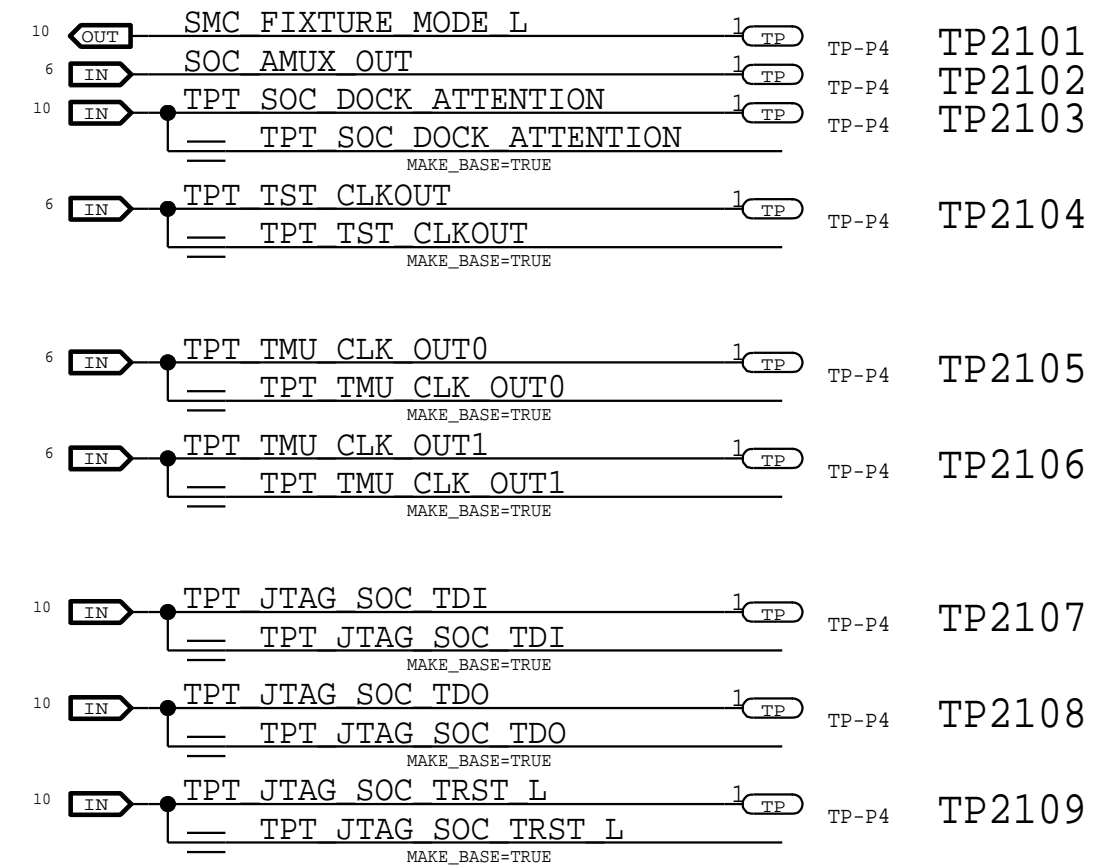 10 OUT SMC_FIXTURE_MODE_L 1 TP TP-P4 TP2101
6 IN SOC_AMUX_OUT 1 TP TP-P4 TP2102
10 IN TPT_SOC_DOCK_ATTENTION 1 TP TP-P4 TP2103
TPT_SOC_DOCK_ATTENTION
MAKE_BASE=TRUE
6 IN TPT_TST_CLKOUT 1 TP TP-P4 TP2104
TPT_TST_CLKOUT
MAKE_BASE=TRUE
6 IN TPT_TMU_CLK_OUT0 1 TP TP-P4 TP2105
TPT_TMU_CLK_OUT0
MAKE_BASE=TRUE
6 IN TPT_TMU_CLK_OUT1 1 TP TP-P4 TP2106
TPT_TMU_CLK_OUT1
MAKE_BASE=TRUE
10 IN TPT_JTAG_SOC_TDI 1 TP TP-P4 TP2107
TPT_JTAG_SOC_TDI
MAKE_BASE=TRUE
10 IN TPT_JTAG_SOC_TDO 1 TP TP-P4 TP2108
TPT_JTAG_SOC_TDO
MAKE_BASE=TRUE
10 IN TPT_JTAG_SOC_TRST_L 1 TP TP-P4 TP2109
TPT_JTAG_SOC_TRST_L
MAKE_BASE=TRUE